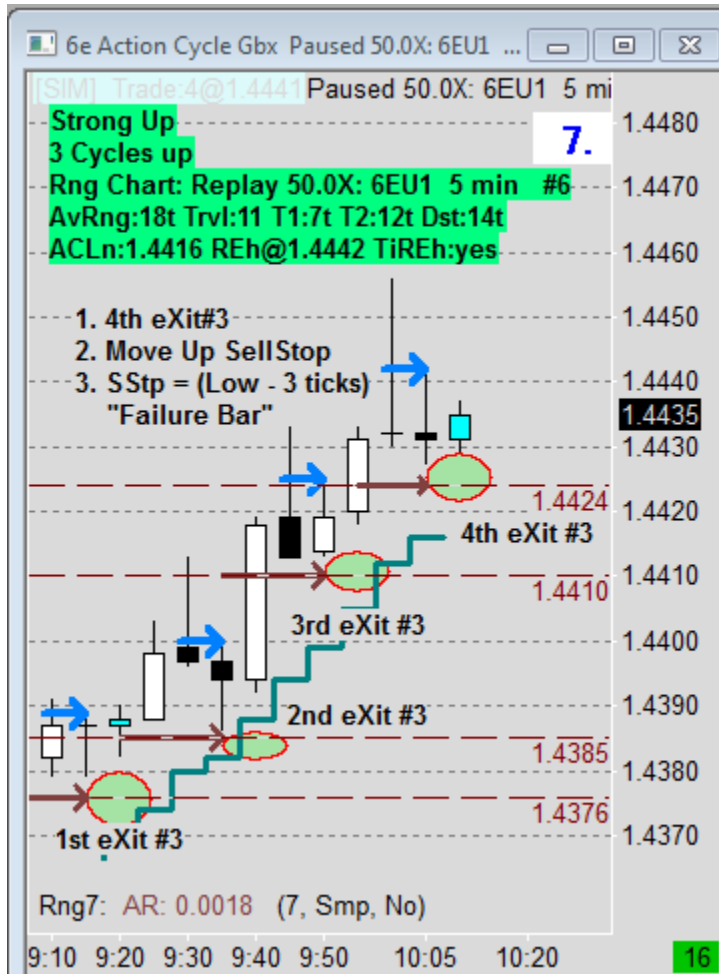 6e Action Cycle Gbx Paused 50.0X: 6EU1 ...
[SIM] Trade:4@1.4441 Paused 50.0X: 6EU1 5 mi
Strong Up
7.
3 Cycles up
Rng Chart: Replay 50.0X: 6EU1 5 min #6
AvRng:18t Trvl:11 T1:7t T2:12t Dst:14t
ACLn:1.4416 REh@1.4442 TiREh:yes
1. 4th eXit#3
2. Move Up SellStop
3. SStp = (Low - 3 ticks)
"Failure Bar"
1.4480
1.4470
1.4460
1.4450
1.4440
1.4435
1.4430
1.4420
1.4410
1.4400
1.4390
1.4380
1.4370
1.4424
4th eXit #3
1.4410
3rd eXit #3
2nd eXit #3
1.4385
1.4376
1st eXit #3
Rng7: AR: 0.0018 (7, Smp, No)
9:10 9:20 9:30 9:40 9:50 10:05 10:20 16